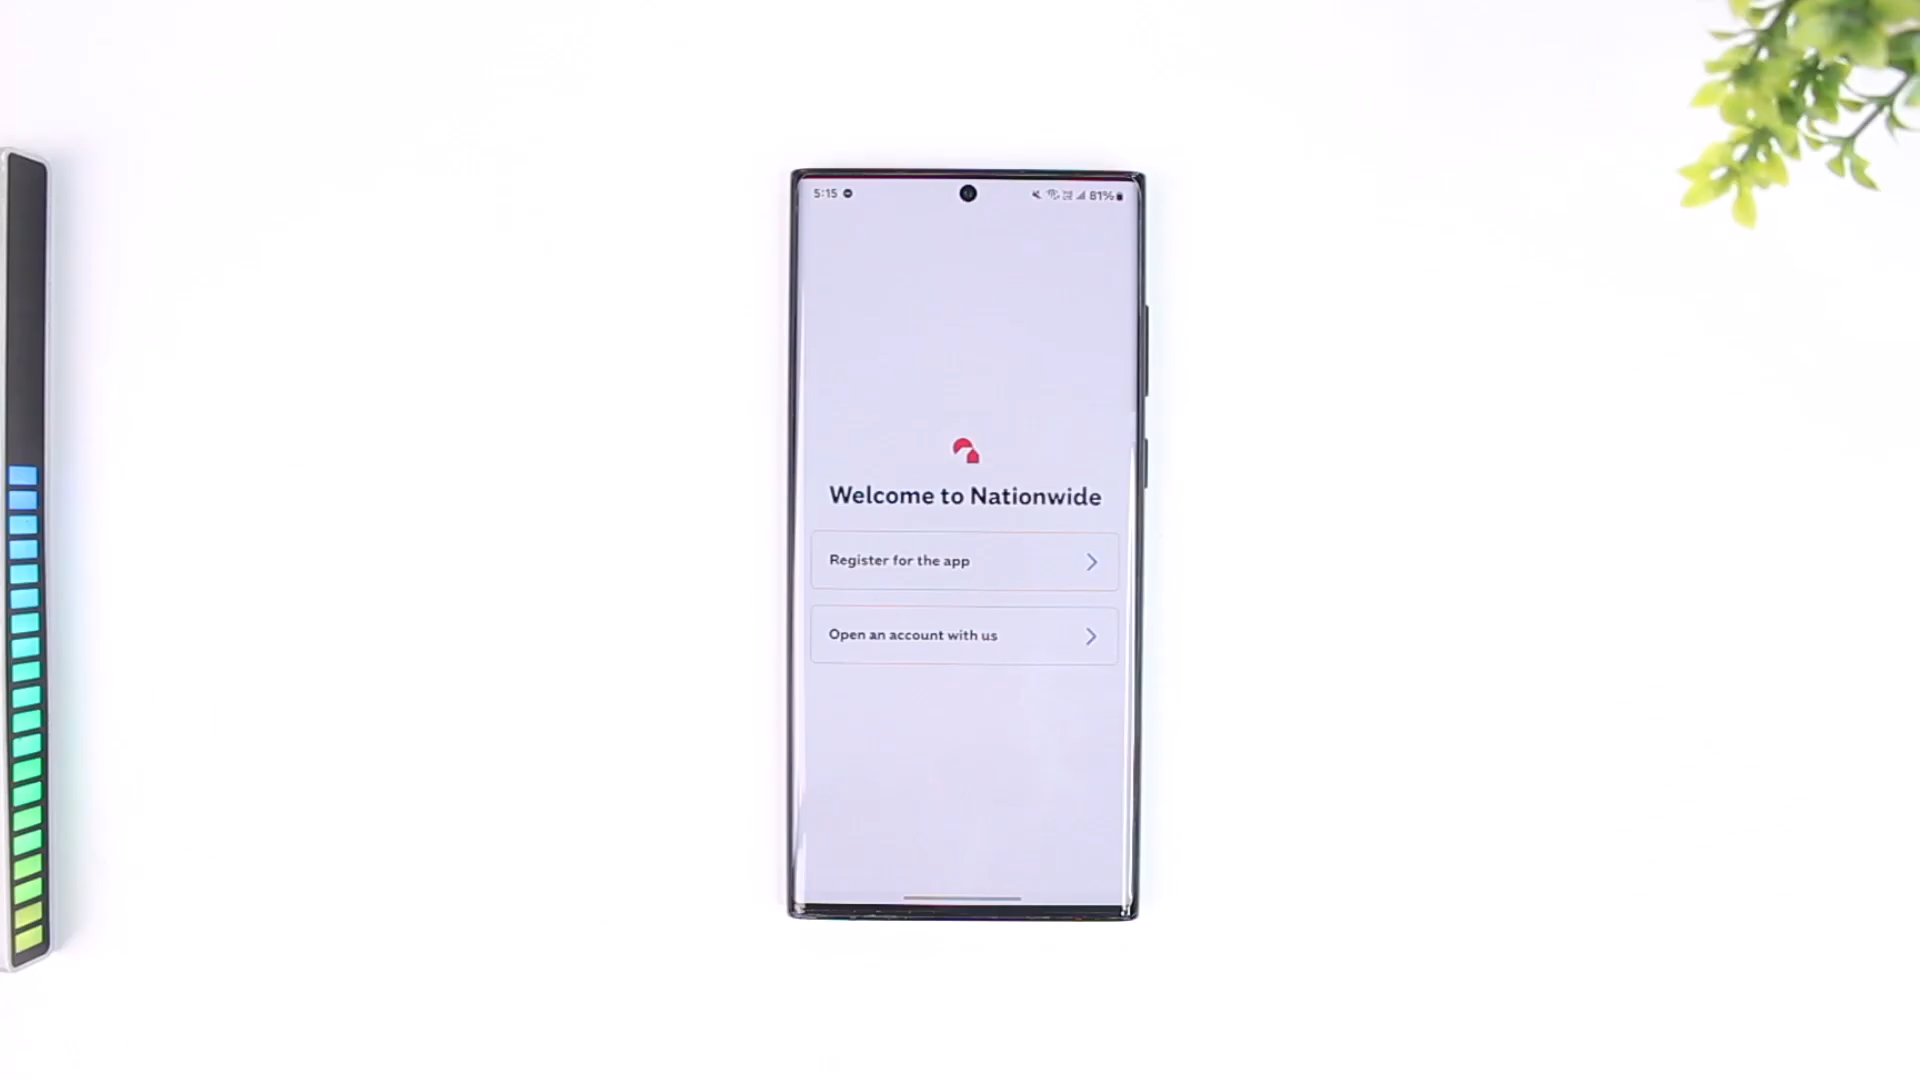 5:15
81%
Welcome to Nationwide
Register for the app
Open an account with us